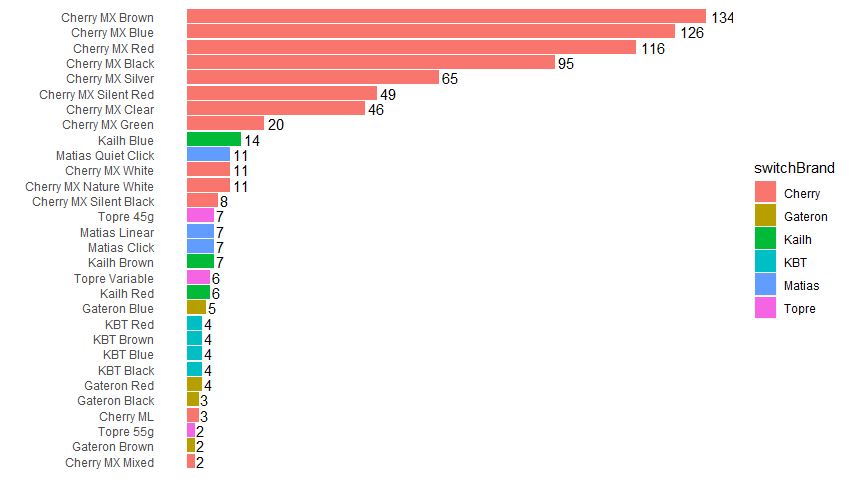 Cherry MX Brown 134
Cherry MX Blue 126
Cherry MX Red 116
Cherry MX Black 95
Cherry MX Silver 65
Cherry MX Silent Red 49
Cherry MX Clear 46
Cherry MX Green 20
Kailh Blue 14
Matias Quiet Click 11
Cherry MX White 11
Cherry MX Nature White 11
Cherry MX Silent Black 8
Topre 45g 7
Matias Linear 7
Matias Click 7
Kailh Brown 7
Topre Variable 6
Kailh Red 6
Gateron Blue 5
KBT Red 4
KBT Brown 4
KBT Blue 4
KBT Black 4
Gateron Red 4
Gateron Black 3
Cherry ML 3
Topre 55g 2
Gateron Brown 2
Cherry MX Mixed 2
switchBrand
Cherry
Gateron
Kailh
KBT
Matias
Topre